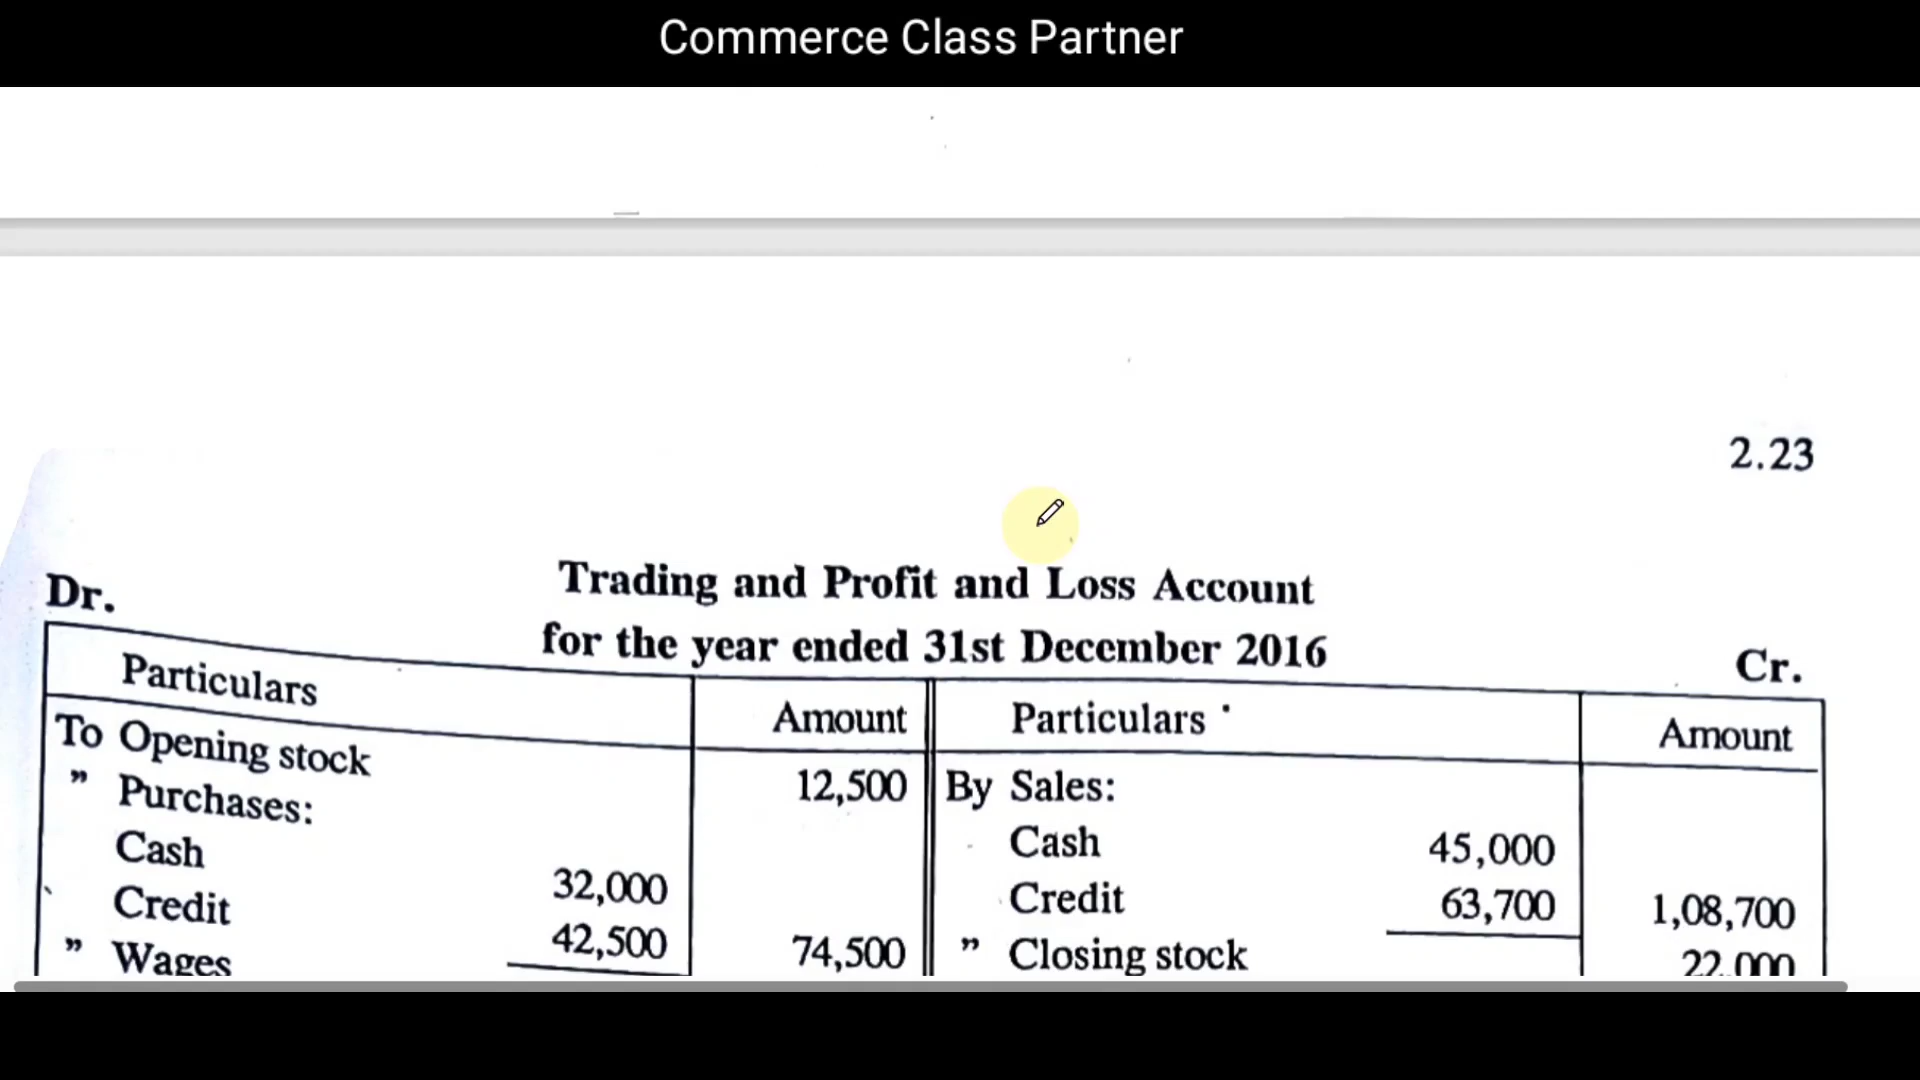 Commerce Class Partner
2.23
Trading and Profit and Loss Account
for the year ended 31st December 2016
Dr.
Cr.
Particulars Amount Particulars Amount
To Opening stock 12,500 By Sales:
” Purchases:
Cash 32,000 Cash 45,000
Credit 42,500 74,500 Credit 63,700 1,08,700
” Wages ” Closing stock 22,000